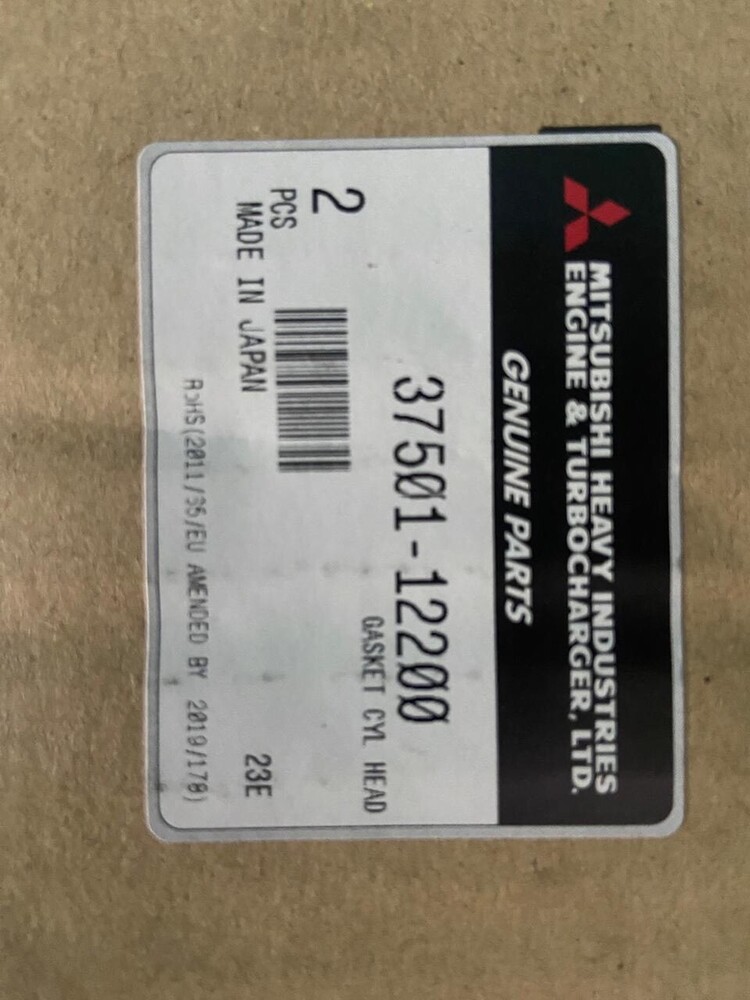 MITSUBISHI HEAVY INDUSTRIES
ENGINE & TURBOCHARGER, LTD.
GENUINE PARTS
37501-12200
GASKET CYL HEAD
2
PCS
MADE IN JAPAN
23E
RoHS(2011/65/EU AMENDED BY 2019/178)